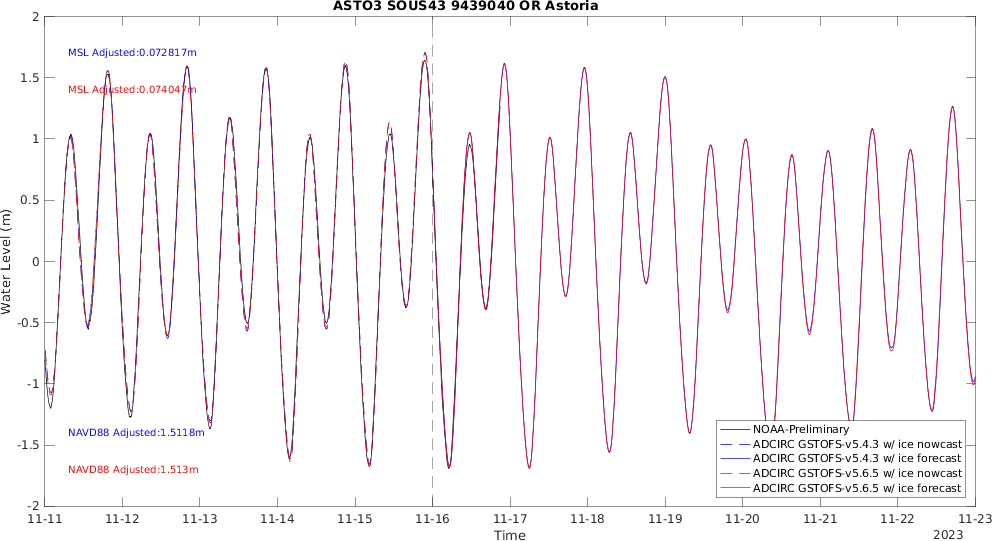 ASTO3 SOUS43 9439040 OR Astoria
MSL Adjusted:0.072817m
MSL Adjusted:0.074047m
NAVD88 Adjusted:1.5118m
NAVD88 Adjusted:1.513m
Water Level (m)
2
1.5
1
0.5
0
-0.5
-1
-1.5
-2
NOAA-Preliminary
ADCIRC GSTOFS-v5.4.3 w/ ice nowcast
ADCIRC GSTOFS-v5.4.3 w/ ice forecast
ADCIRC GSTOFS-v5.6.5 w/ ice nowcast
ADCIRC GSTOFS-v5.6.5 w/ ice forecast
11-11 11-12 11-13 11-14 11-15 11-16 11-17 11-18 11-19 11-20 11-21 11-22 11-23
Time
2023